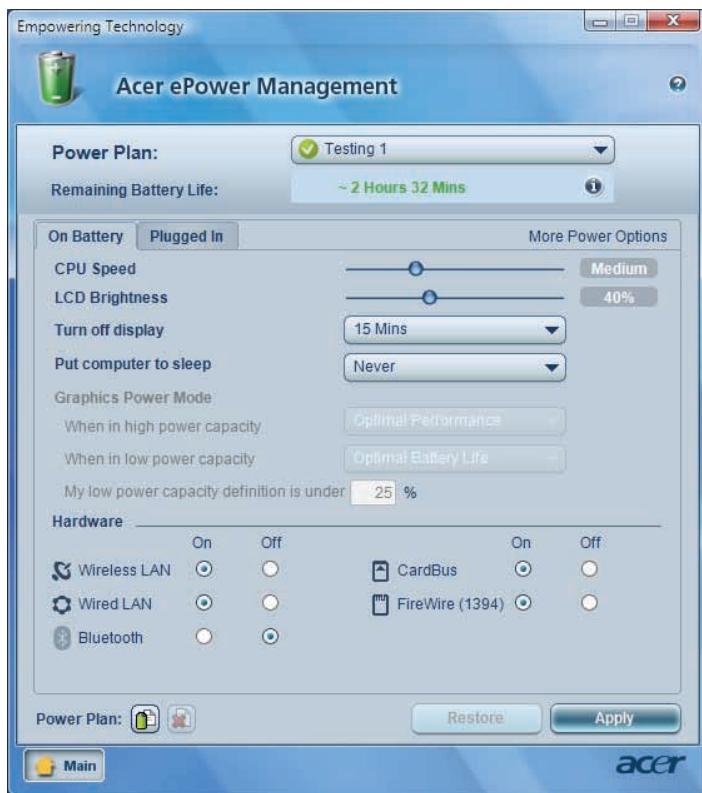 Empowering Technology
Acer ePower Management
Power Plan: Testing 1
Remaining Battery Life: ~ 2 Hours 32 Mins
On Battery Plugged In More Power Options
CPU Speed Medium
LCD Brightness 40%
Turn off display 15 Mins
Put computer to sleep Never
Graphics Power Mode
When in high power capacity Optimal Performance
When in low power capacity Optimal Battery Life
My low power capacity definition is under 25 %
Hardware
On Off On Off
Wireless LAN CardBus
Wired LAN FireWire (1394)
Bluetooth
Power Plan: Restore Apply
Main acer